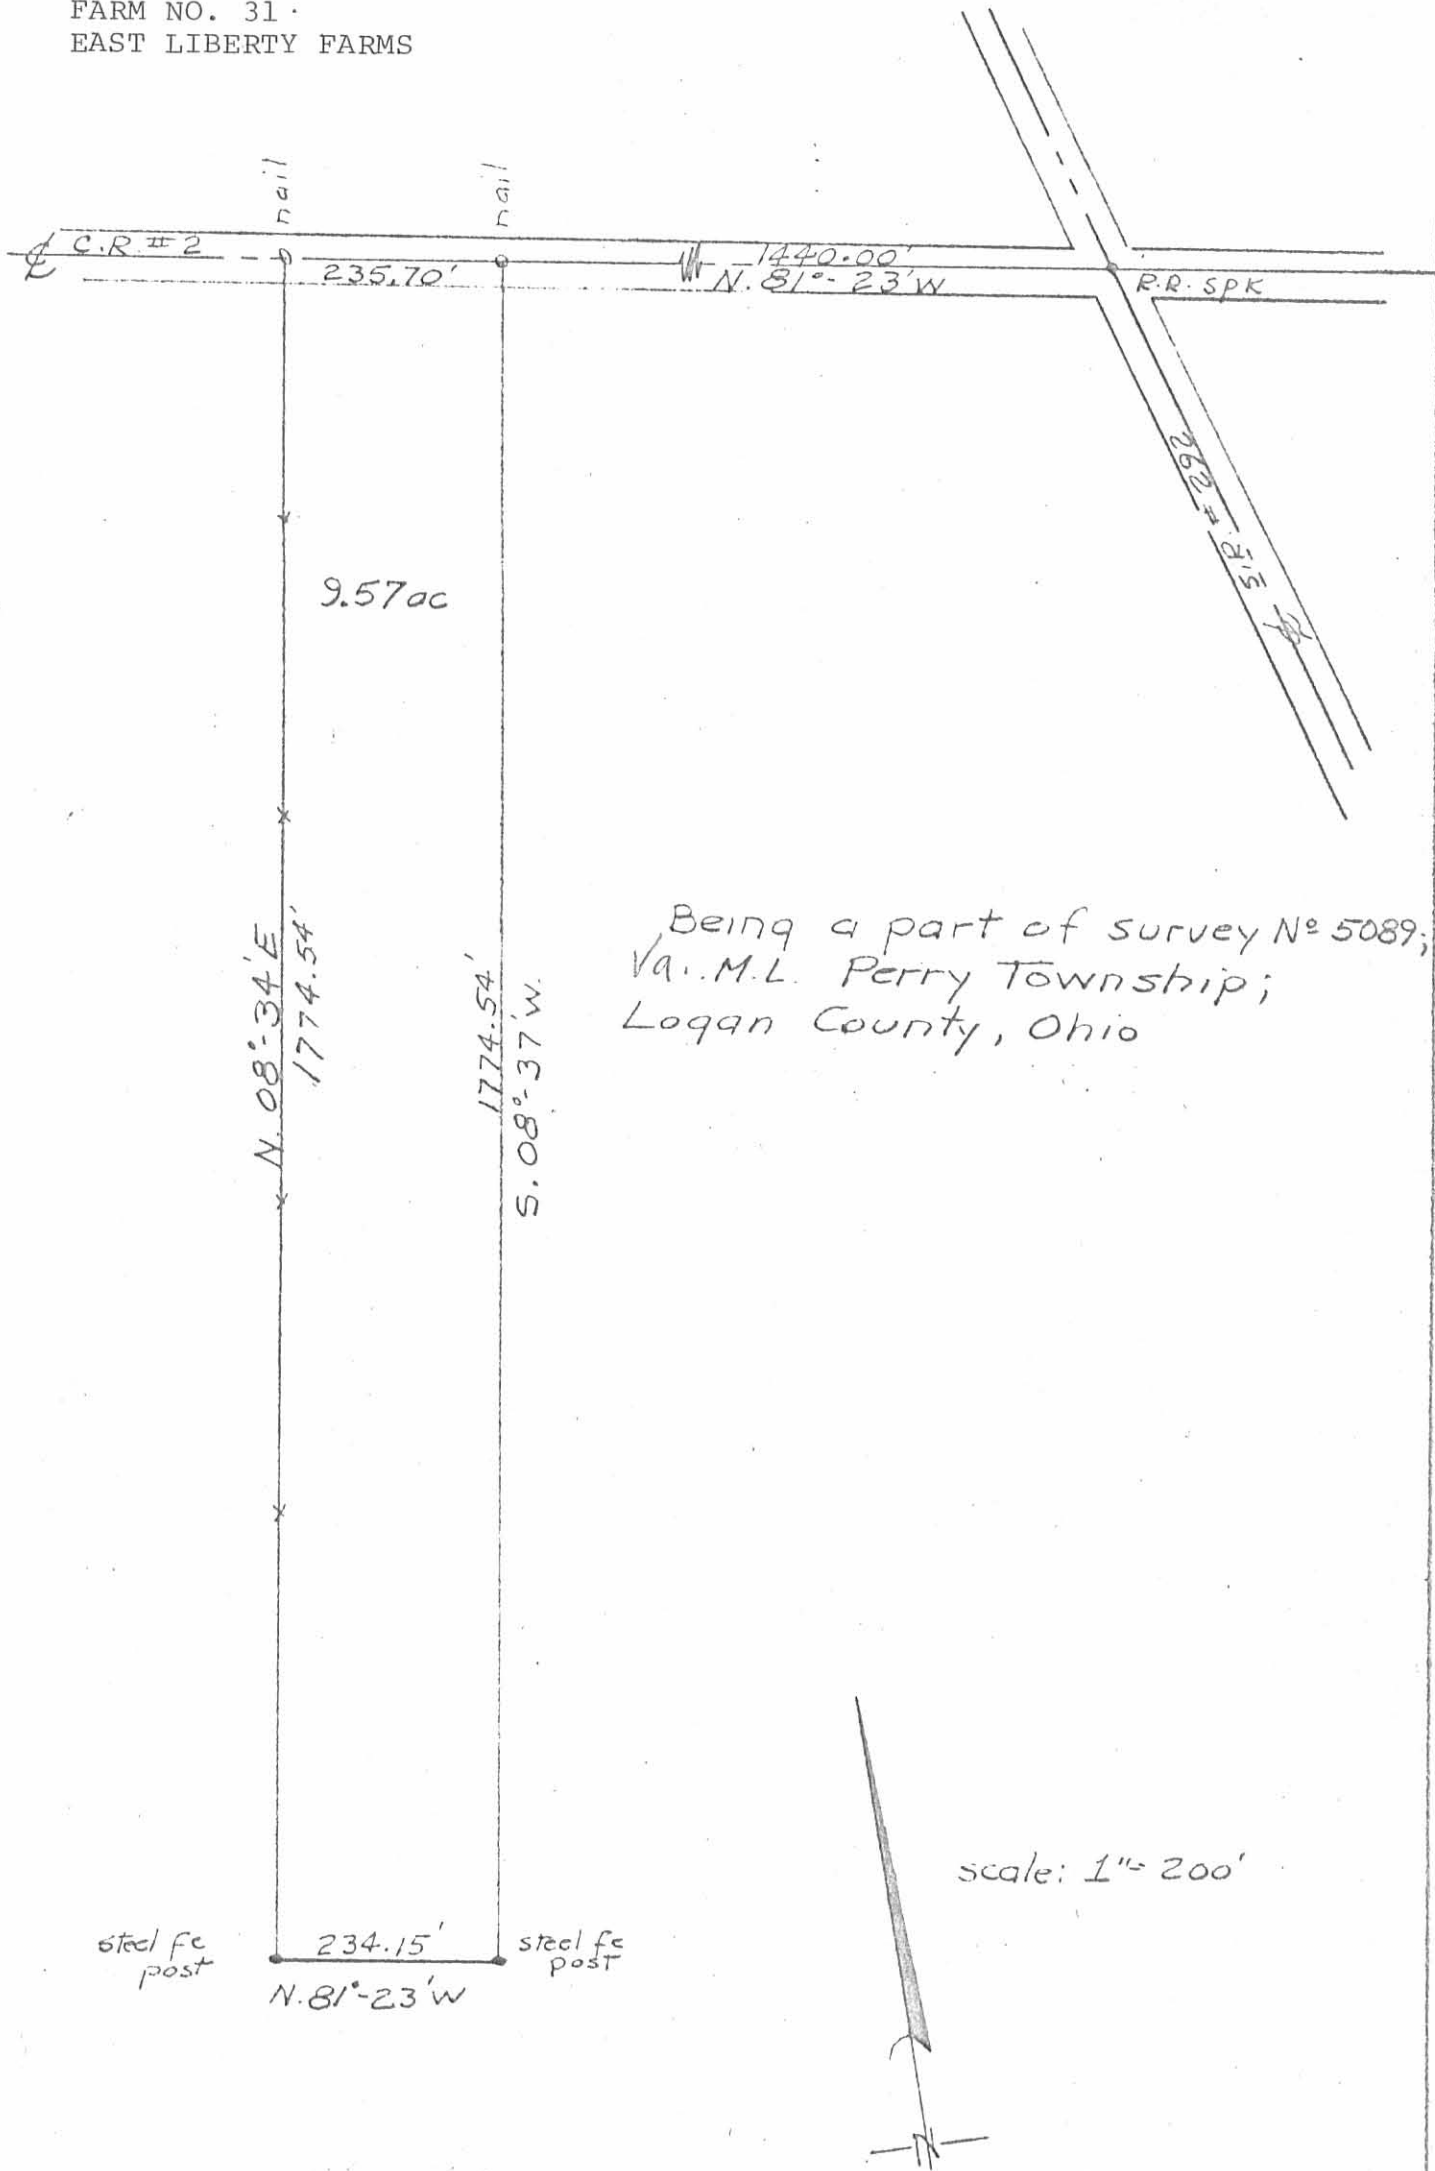 FARM NO. 31
EAST LIBERTY FARMS
nail
nail
℄ C.R. # 2
235.70'
1440.00'
N. 81°-23'W
R.R. SPK
S.R. # 292
℄
9.57 ac
N. 08°-34'E
1774.54'
1774.54'
S. 08°-37'W.
Being a part of survey Nº 5089;
Va. M.L. Perry Township;
Logan County, Ohio
scale: 1"= 200'
steel fc
post
234.15'
steel fc
post
N. 81°-23'W
N